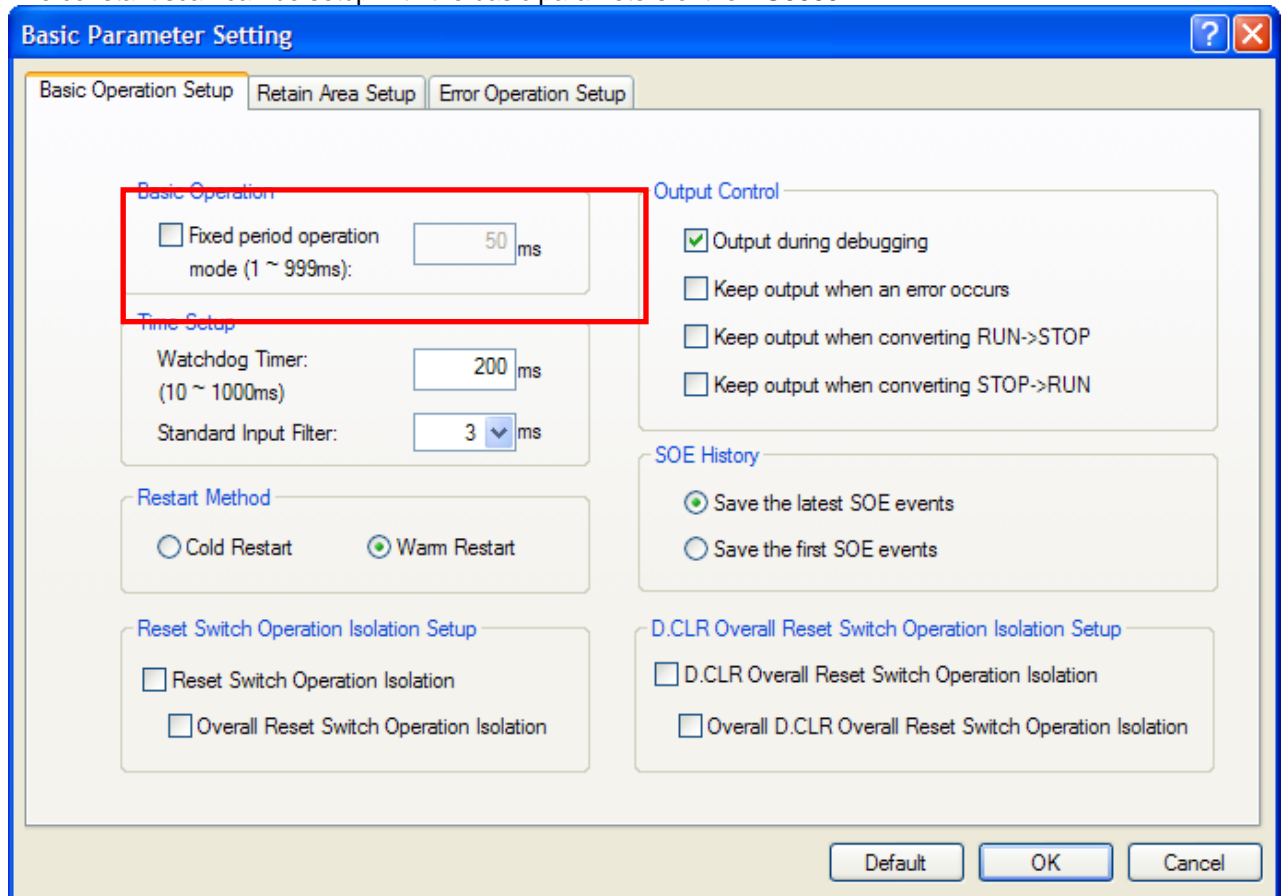 Basic Parameter Setting
Basic Operation Setup
Retain Area Setup
Error Operation Setup
Basic Operation
Fixed period operation
mode (1 ~ 999ms):
50 ms
Time Setup
Watchdog Timer:
(10 ~ 1000ms)
200 ms
Standard Input Filter:
3 ms
Restart Method
Cold Restart
Warm Restart
Reset Switch Operation Isolation Setup
Reset Switch Operation Isolation
Overall Reset Switch Operation Isolation
Output Control
Output during debugging
Keep output when an error occurs
Keep output when converting RUN->STOP
Keep output when converting STOP->RUN
SOE History
Save the latest SOE events
Save the first SOE events
D.CLR Overall Reset Switch Operation Isolation Setup
D.CLR Overall Reset Switch Operation Isolation
Overall D.CLR Overall Reset Switch Operation Isolation
Default
OK
Cancel